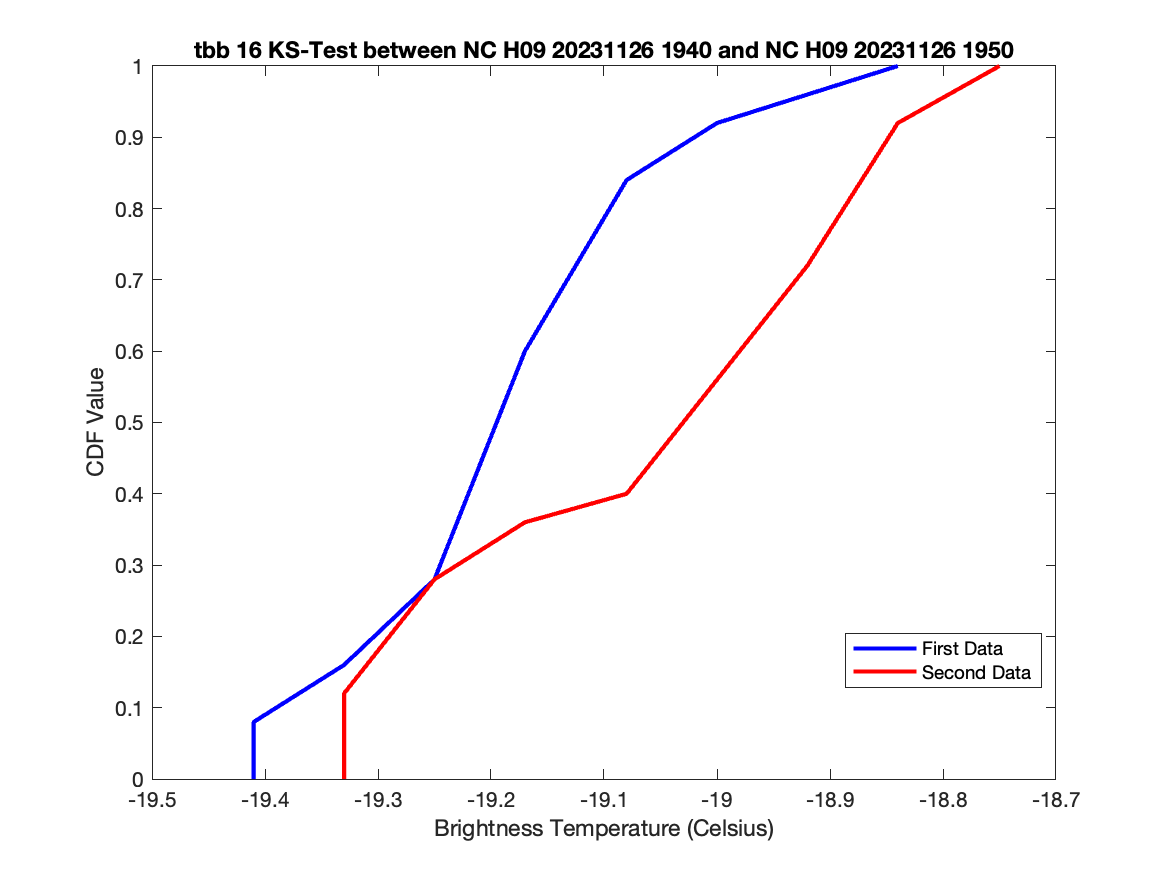 tbb 16 KS-Test between NC H09 20231126 1940 and NC H09 20231126 1950
1
0.9
0.8
0.7
0.6
0.5
0.4
0.3
0.2
0.1
0
CDF Value
First Data
Second Data
-19.5 -19.4 -19.3 -19.2 -19.1 -19 -18.9 -18.8 -18.7
Brightness Temperature (Celsius)